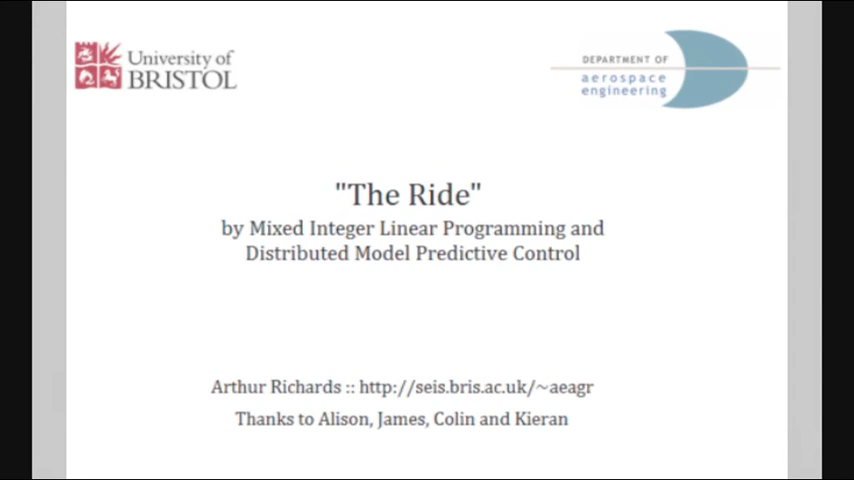 University of
BRISTOL
DEPARTMENT OF
aerospace
engineering
"The Ride"
by Mixed Integer Linear Programming and
Distributed Model Predictive Control
Arthur Richards :: http://seis.bris.ac.uk/~aeagr
Thanks to Alison, James, Colin and Kieran